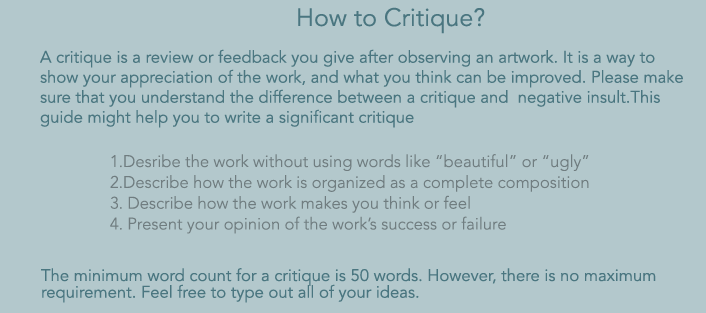 How to Critique?
A critique is a review or feedback you give after observing an artwork. It is a way to
show your appreciation of the work, and what you think can be improved. Please make
sure that you understand the difference between a critique and  negative insult.This
guide might help you to write a significant critique
1.Desribe the work without using words like “beautiful” or “ugly”
2.Describe how the work is organized as a complete composition
3. Describe how the work makes you think or feel
4. Present your opinion of the work’s success or failure
The minimum word count for a critique is 50 words. However, there is no maximum
requirement. Feel free to type out all of your ideas.